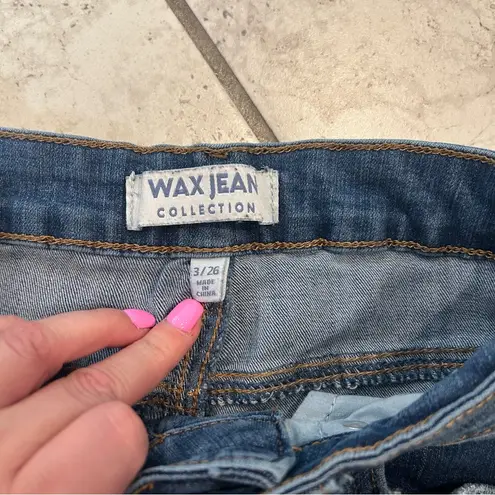 WAX JEAN
COLLECTION
3/26
MADE
IN
CHINA